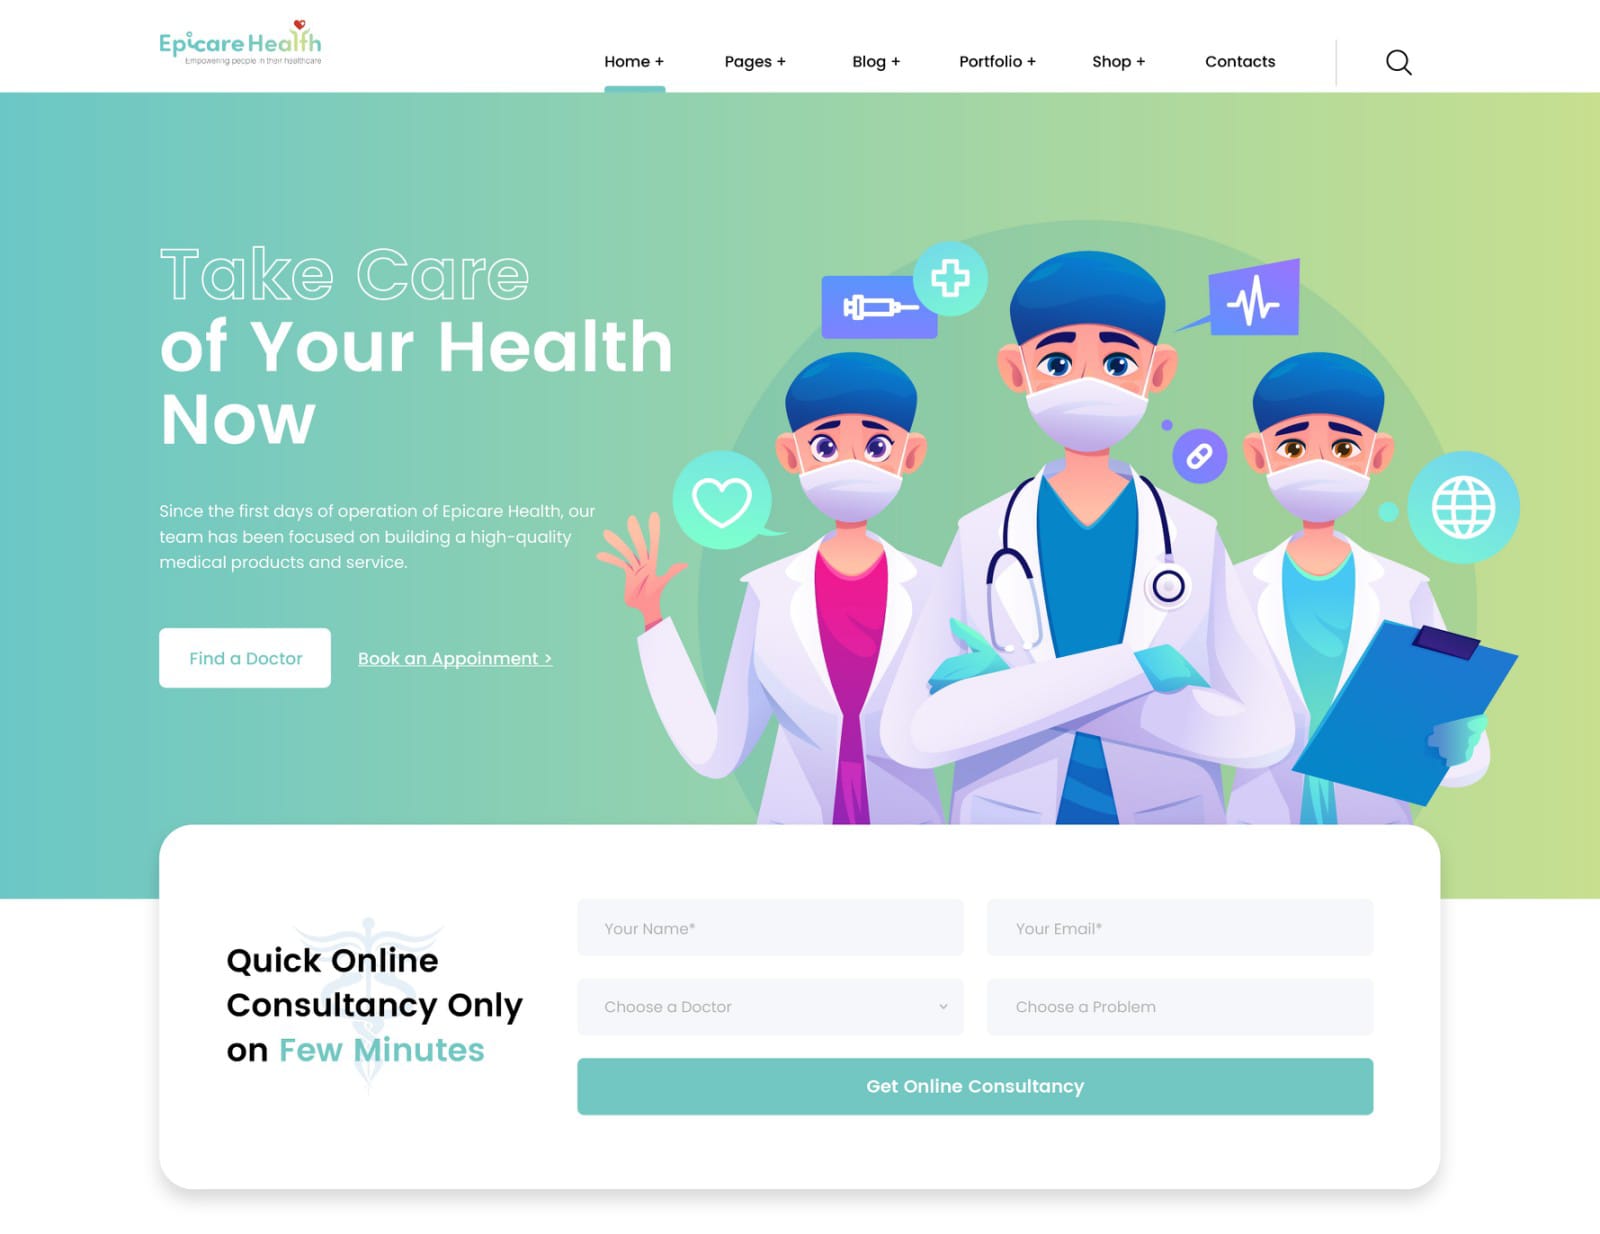 Epicare Health
Empowering people in their healthcare
Home +
Pages +
Blog +
Portfolio +
Shop +
Contacts
Take Care
of Your Health
Now
Since the first days of operation of Epicare Health, our
team has been focused on building a high-quality
medical products and service.
Find a Doctor
Book an Appoinment >
Quick Online
Consultancy Only
on Few Minutes
Your Name*
Your Email*
Choose a Doctor
Choose a Problem
Get Online Consultancy